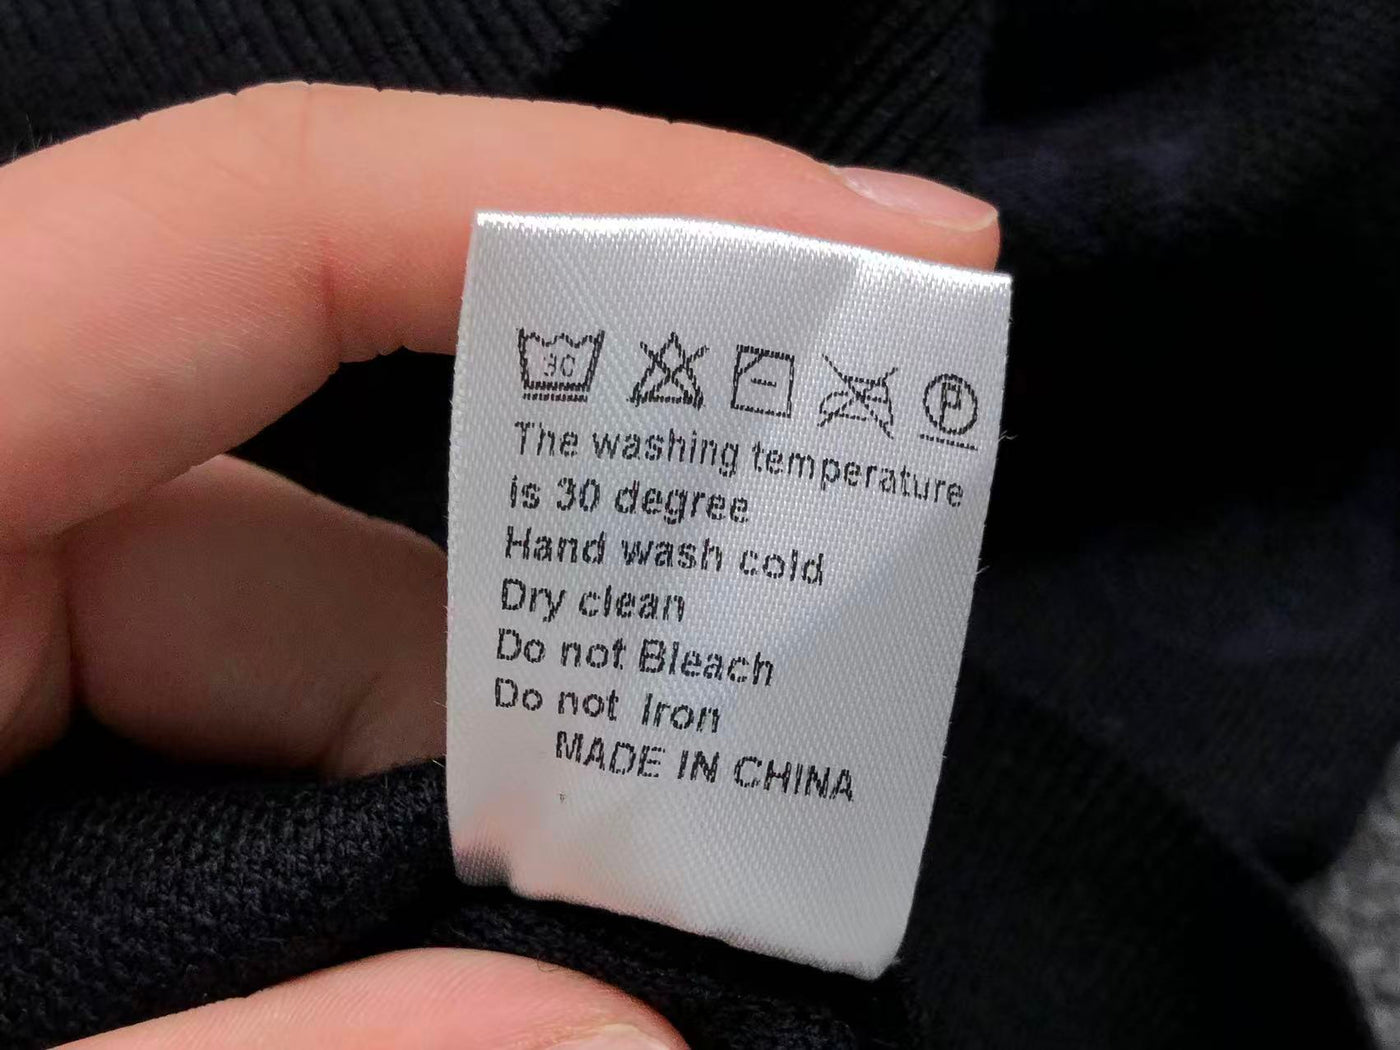 30 P
The washing temperature
is 30 degree
Hand wash cold
Dry clean
Do not Bleach
Do not Iron
MADE IN CHINA